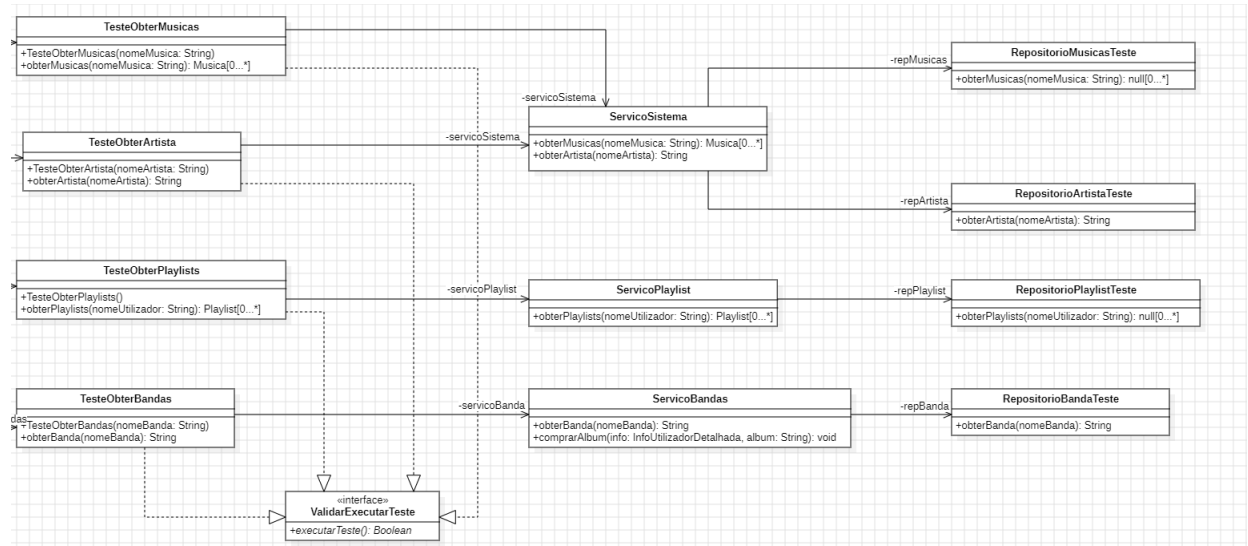 TesteObterMusicas
+TesteObterMusicas(nomeMusica: String)
+obterMusicas(nomeMusica: String): Musica[0...*]
RepositorioMusicasTeste
+obterMusicas(nomeMusica: String): null[0...*]
-repMusicas
-servicoSistema
ServicoSistema
+obterMusicas(nomeMusica: String): Musica[0...*]
+obterArtista(nomeArtista): String
TesteObterArtista
+TesteObterArtista(nomeArtista: String)
+obterArtista(nomeArtista): String
-servicoSistema
RepositorioArtistaTeste
+obterArtista(nomeArtista): String
-repArtista
TesteObterPlaylists
+TesteObterPlaylists()
+obterPlaylists(nomeUtilizador: String): Playlist[0...*]
-servicoPlaylist
ServicoPlaylist
+obterPlaylists(nomeUtilizador: String): Playlist[0...*]
-repPlaylist
RepositorioPlaylistTeste
+obterPlaylists(nomeUtilizador: String): null[0...*]
TesteObterBandas
das
+TesteObterBandas(nomeBanda: String)
+obterBanda(nomeBanda): String
-servicoBanda
ServicoBandas
+obterBanda(nomeBanda): String
+comprarAlbum(info: InfoUtilizadorDetalhada, album: String): void
-repBanda
RepositorioBandaTeste
+obterBanda(nomeBanda): String
«interface»
ValidarExecutarTeste
+executarTeste(): Boolean